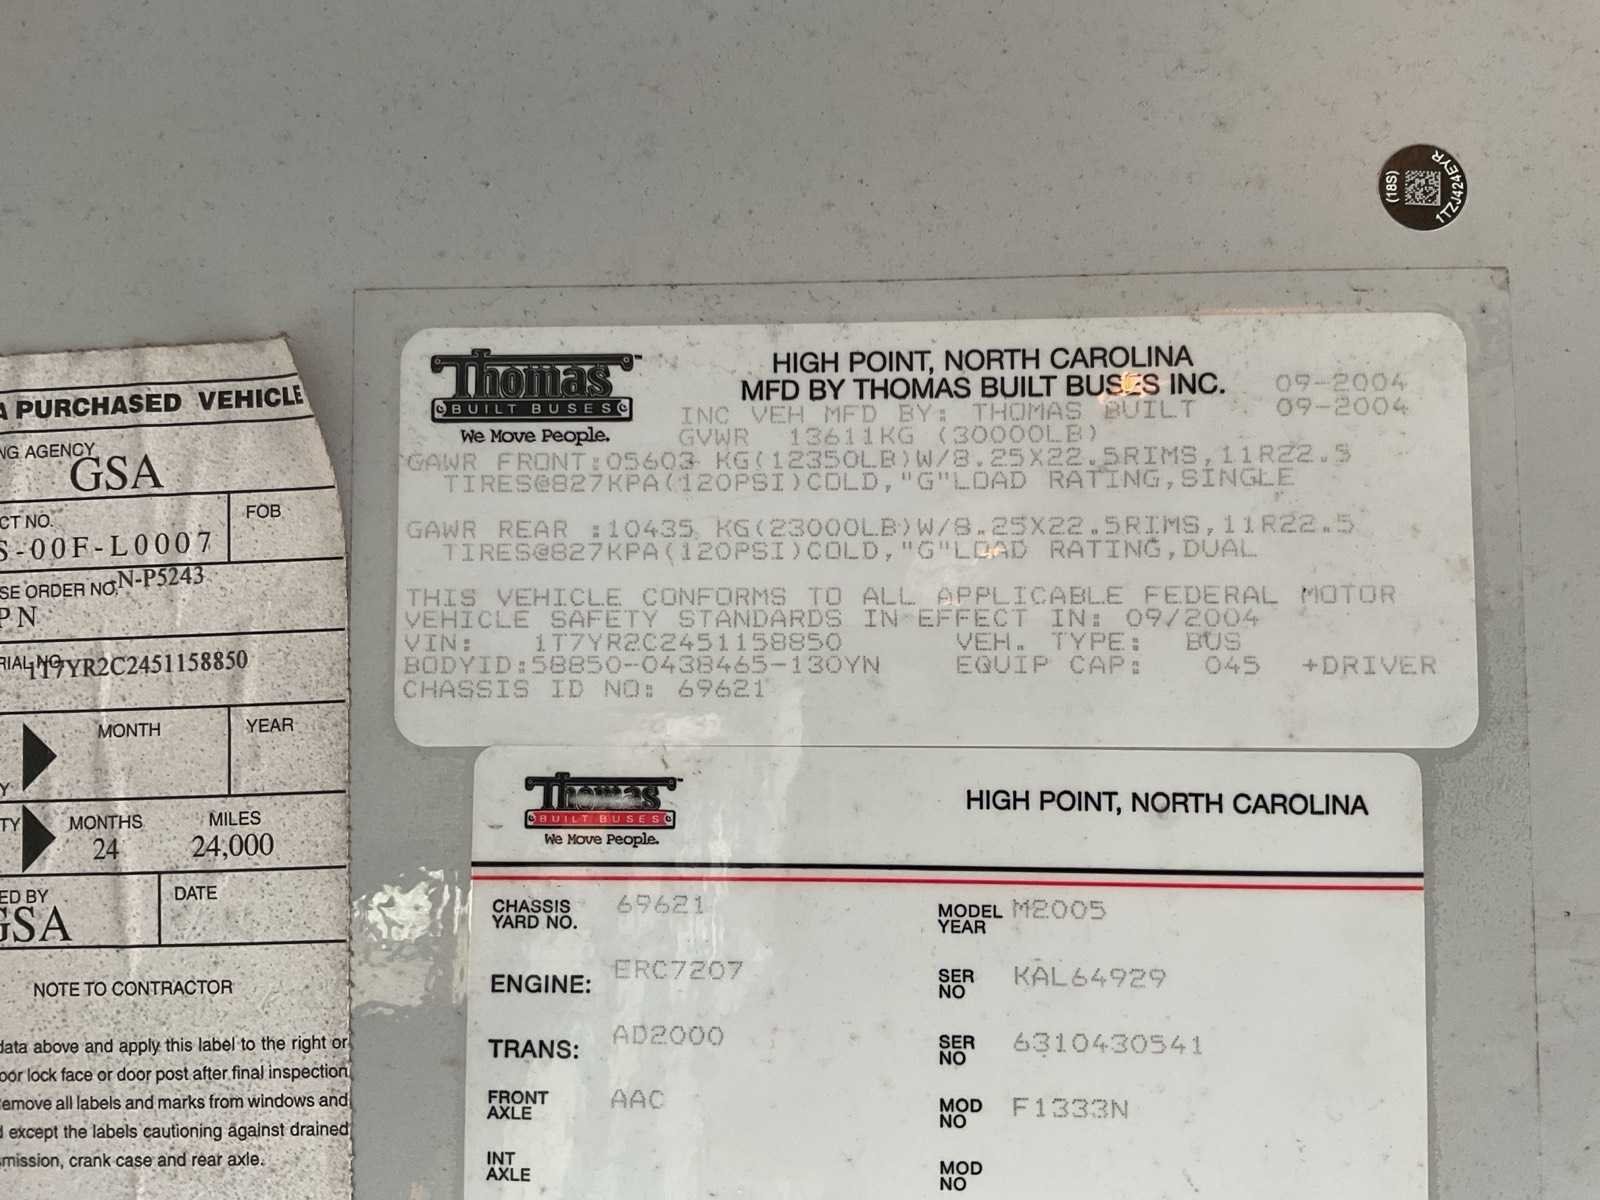 (18S)
1TZJ424EYR
A PURCHASED VEHICLE
NG AGENCY
GSA
CT NO.
S-00F-L0007
FOB
SE ORDER NO. N-P5243
PN
RIAL NO. 1T7YR2C2451158850
MONTH
YEAR
Y
TY
MONTHS
24
MILES
24,000
ED BY
GSA
DATE
NOTE TO CONTRACTOR
data above and apply this label to the right or
oor lock face or door post after final inspection
emove all labels and marks from windows and
d except the labels cautioning against drained
smission, crank case and rear axle.
Thomas
BUILT BUSES
We Move People.
HIGH POINT, NORTH CAROLINA
MFD BY THOMAS BUILT BUSES INC. 09-2004
INC VEH MFD BY: THOMAS BUILT 09-2004
GVWR 13611KG (30000LB)
GAWR FRONT:05603 KG(12350LB)W/8.25X22.5RIMS,11R22.5
TIRES@827KPA(120PSI)COLD,"G"LOAD RATING,SINGLE
GAWR REAR :10435 KG(23000LB)W/8.25X22.5RIMS,11R22.5
TIRES@827KPA(120PSI)COLD,"G"LOAD RATING,DUAL
THIS VEHICLE CONFORMS TO ALL APPLICABLE FEDERAL MOTOR
VEHICLE SAFETY STANDARDS IN EFFECT IN: 09/2004
VIN: 1T7YR2C2451158850 VEH. TYPE: BUS
BODYID:58850-0438465-130YN EQUIP CAP: 045 +DRIVER
CHASSIS ID NO: 69621
Thomas
BUILT BUSES
We Move People.
HIGH POINT, NORTH CAROLINA
CHASSIS YARD NO. 69621 MODEL YEAR M2005
ENGINE: ERC7207 SER NO KAL64929
TRANS: AD2000 SER NO 6310430541
FRONT AXLE AAC MOD NO F1333N
INT AXLE MOD NO